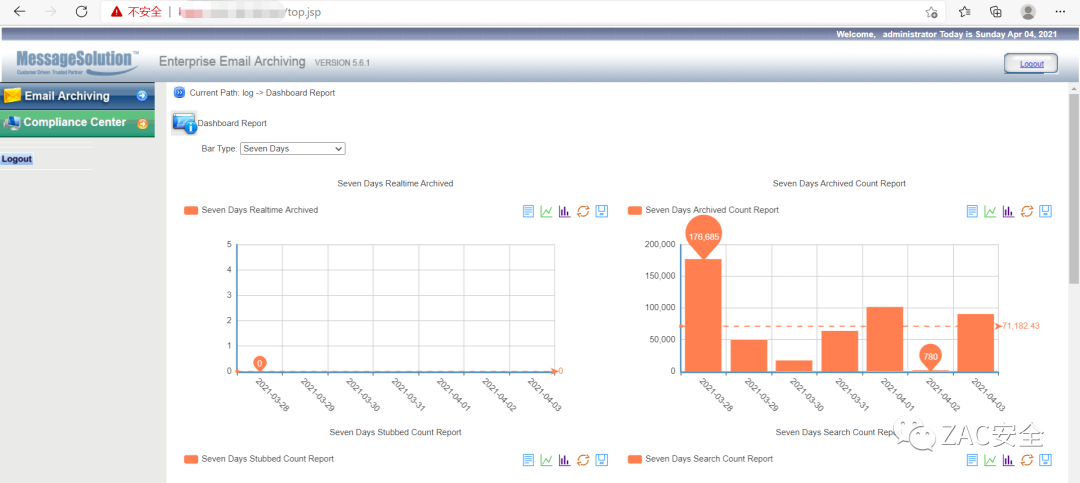 不安全
/top.jsp
Welcome, administrator Today is Sunday Apr 04, 2021
MessageSolution™
Customer Driven Trusted Partner
Enterprise Email Archiving VERSION 5.6.1
Logout
Email Archiving
Compliance Center
Logout
Current Path: log -> Dashboard Report
Dashboard Report
Bar Type: Seven Days
Seven Days Realtime Archived
Seven Days Realtime Archived
5
4
3
2
1
0
0
0
2021-03-28
2021-03-29
2021-03-30
2021-03-31
2021-04-01
2021-04-02
2021-04-03
Seven Days Archived Count Report
Seven Days Archived Count Report
176,685
200,000
150,000
100,000
71,182.43
50,000
780
0
2021-03-28
2021-03-29
2021-03-30
2021-03-31
2021-04-01
2021-04-02
2021-04-03
Seven Days Stubbed Count Report
Seven Days Stubbed Count Report
Seven Days Search Count Rep
Seven Days Search Count Report
ZAC安全